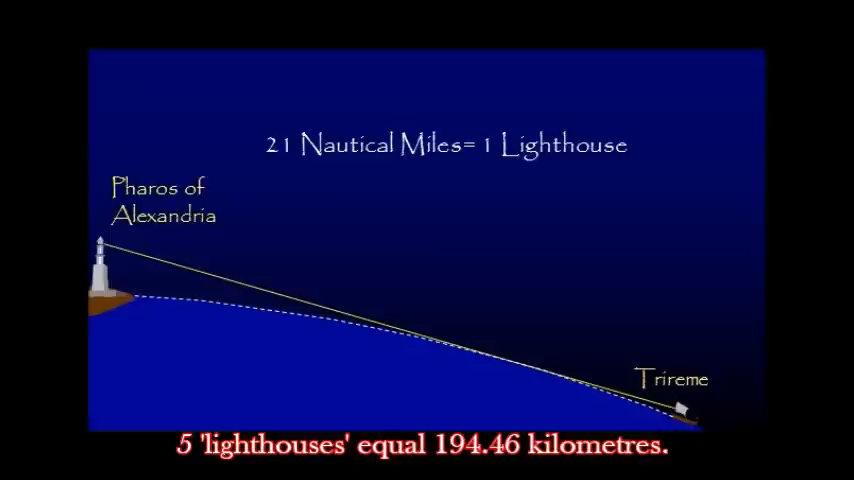 21 Nautical Miles= 1 Lighthouse
Pharos of
Alexandria
Trireme
5 'lighthouses' equal 194.46 kilometres.